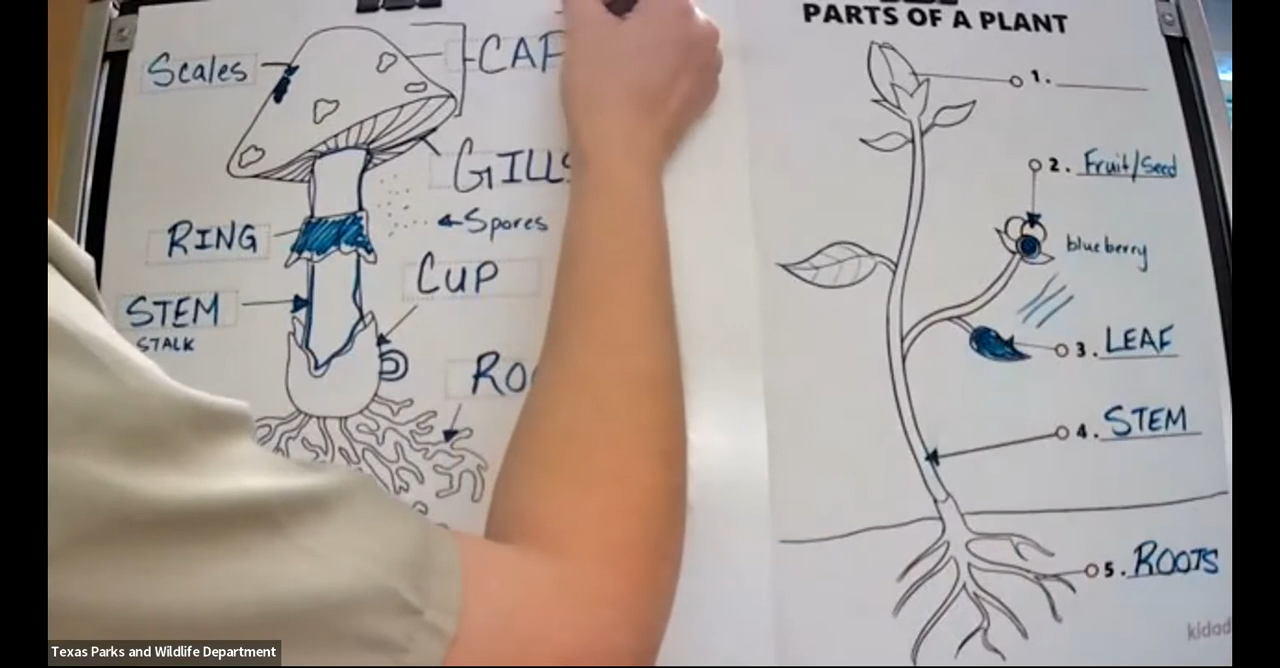 Scales
CAP
GILLS
Spores
RING
CUP
STEM
STALK
PARTS OF A PLANT
1.
2. Fruit/Seed
blueberry
3. LEAF
4. STEM
5. ROOTS
Texas Parks and Wildlife Department